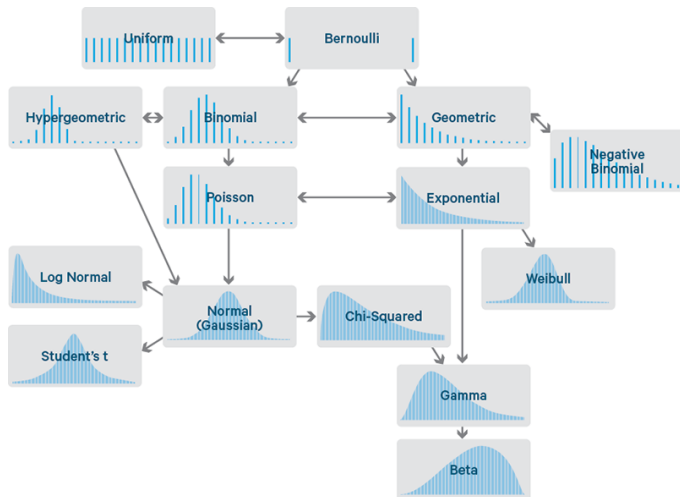 Uniform
Bernoulli
Hypergeometric
Binomial
Geometric
Negative
Binomial
Poisson
Exponential
Log Normal
Weibull
Normal
(Gaussian)
Chi-Squared
Student's t
Gamma
Beta